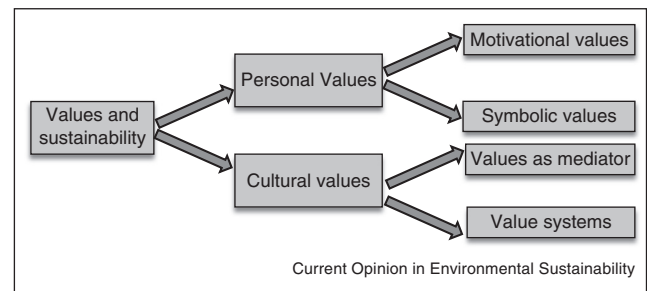 Values and
sustainability
Personal Values
Cultural values
Motivational values
Symbolic values
Values as mediator
Value systems
Current Opinion in Environmental Sustainability